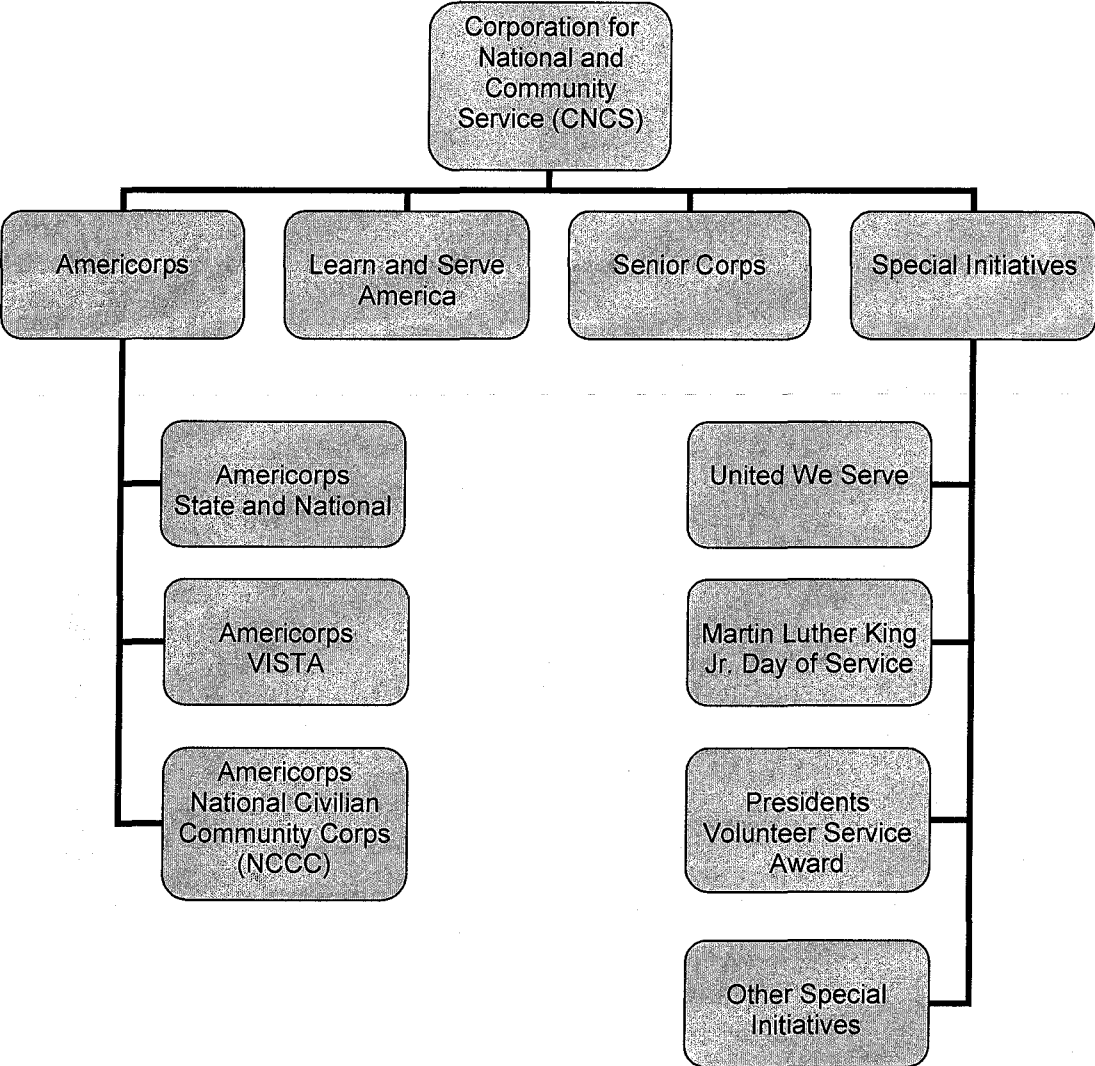 Corporation for
National and
Community
Service (CNCS)
Americorps
Learn and Serve
America
Senior Corps
Special Initiatives
Americorps
State and National
Americorps
VISTA
Americorps
National Civilian
Community Corps
(NCCC)
United We Serve
Martin Luther King
Jr. Day of Service
Presidents
Volunteer Service
Award
Other Special
Initiatives